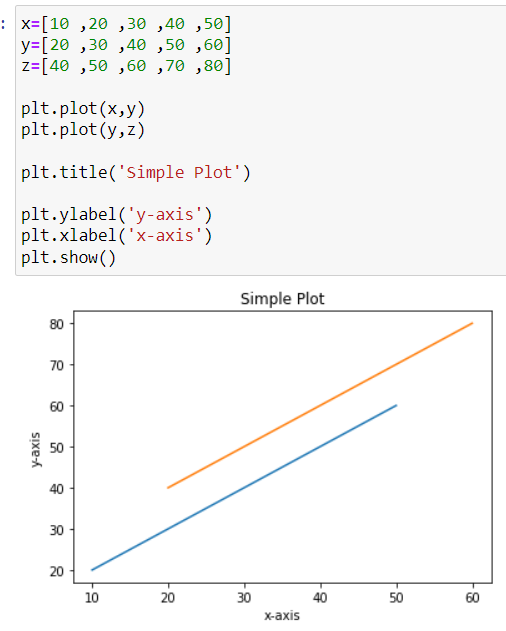 :
x=[10 ,20 ,30 ,40 ,50]
y=[20 ,30 ,40 ,50 ,60]
z=[40 ,50 ,60 ,70 ,80]
plt.plot(x,y)
plt.plot(y,z)
plt.title('Simple Plot')
plt.ylabel('y-axis')
plt.xlabel('x-axis')
plt.show()
Simple Plot
80
70
60
50
40
30
20
y-axis
10 20 30 40 50 60
x-axis